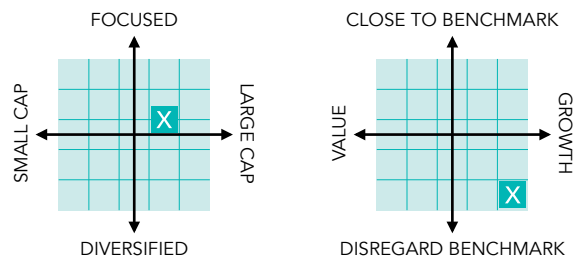 FOCUSED
SMALL CAP
X
LARGE CAP
DIVERSIFIED
CLOSE TO BENCHMARK
VALUE
X
GROWTH
DISREGARD BENCHMARK